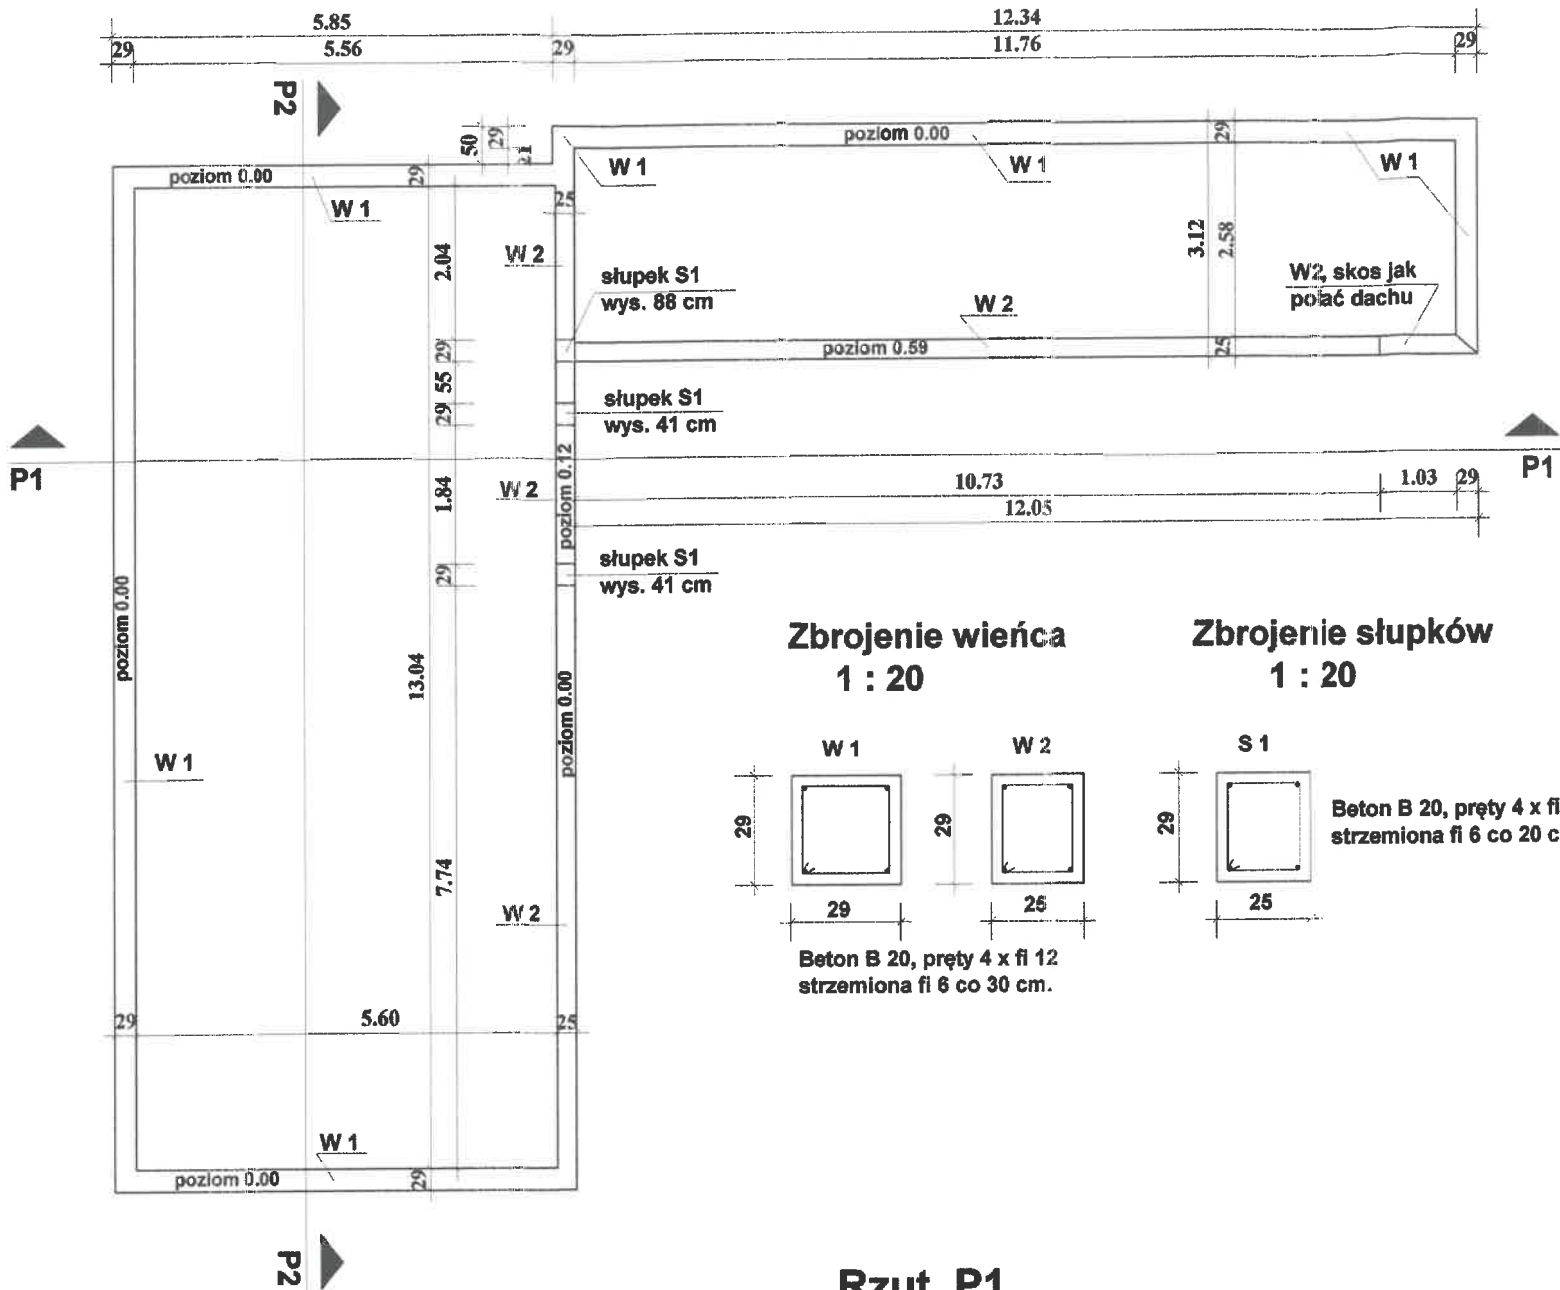 5.85
12.34
29
5.56
29
11.76
29
P2
50
29
21
poziom 0.00
29
poziom 0.00
29
W 1
W 1
W 1
W 1
25
2.04
W 2
3.12
2.58
słupek S1
wys. 88 cm
W2, skos jak
połać dachu
W 2
29
poziom 0.59
25
55
29
słupek S1
wys. 41 cm
P1
P1
1.84
W 2
poziom 0.12
10.73
1.03
29
12.05
29
słupek S1
wys. 41 cm
poziom 0.00
13.04
poziom 0.00
Zbrojenie wieńca
1 : 20
Zbrojenie słupków
1 : 20
W 1
W 1
W 2
S 1
29
29
29
Beton B 20, pręty 4 x fi
strzemiona fi 6 co 20 c
7.74
W 2
29
25
25
Beton B 20, pręty 4 x fi 12
strzemiona fi 6 co 30 cm.
29
5.60
25
W 1
poziom 0.00
29
P2
Rzut P1